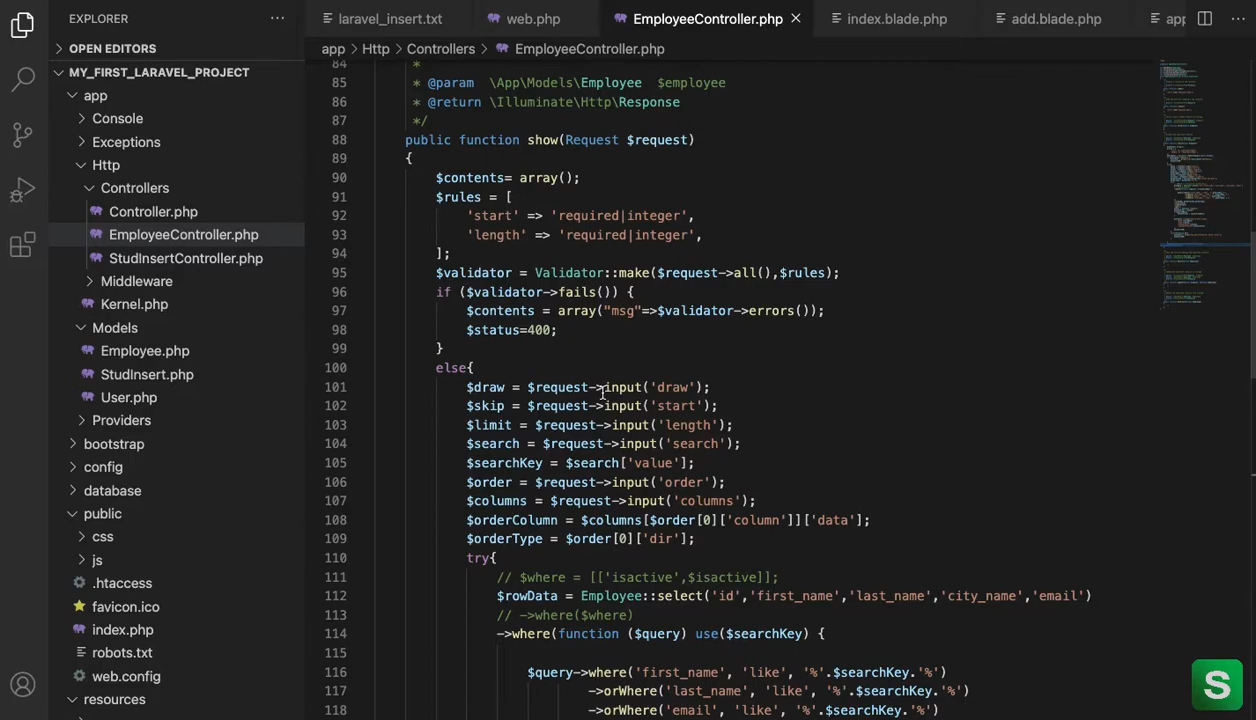 EXPLORER
laravel_insert.txt
web.php
EmployeeController.php
index.blade.php
add.blade.php
app
OPEN EDITORS
app > Http > Controllers > EmployeeController.php
MY_FIRST_LARAVEL_PROJECT
app
Console
Exceptions
Http
Controllers
Controller.php
EmployeeController.php
StudInsertController.php
Middleware
Kernel.php
Models
Employee.php
StudInsert.php
User.php
Providers
bootstrap
config
database
public
css
js
.htaccess
favicon.ico
index.php
robots.txt
web.config
resources
84 *
85 * @param \App\Models\Employee $employee
86 * @return \Illuminate\Http\Response
87 */
88 public function show(Request $request)
89 {
90 $contents= array();
91 $rules = [
92 'start' => 'required|integer',
93 'length' => 'required|integer',
94 ];
95 $validator = Validator::make($request->all(),$rules);
96 if ($validator->fails()) {
97 $contents = array("msg"=>$validator->errors());
98 $status=400;
99 }
100 else{
101 $draw = $request->input('draw');
102 $skip = $request->input('start');
103 $limit = $request->input('length');
104 $search = $request->input('search');
105 $searchKey = $search['value'];
106 $order = $request->input('order');
107 $columns = $request->input('columns');
108 $orderColumn = $columns[$order[0]['column']]['data'];
109 $orderType = $order[0]['dir'];
110 try{
111 // $where = [['isactive',$isactive]];
112 $rowData = Employee::select('id','first_name','last_name','city_name','email')
113 // ->where($where)
114 ->where(function ($query) use($searchKey) {
115
116 $query->where('first_name', 'like', '%'.$searchKey.'%')
117 ->orWhere('last_name', 'like', '%'.$searchKey.'%')
118 ->orWhere('email', 'like', '%'.$searchKey.'%')
S